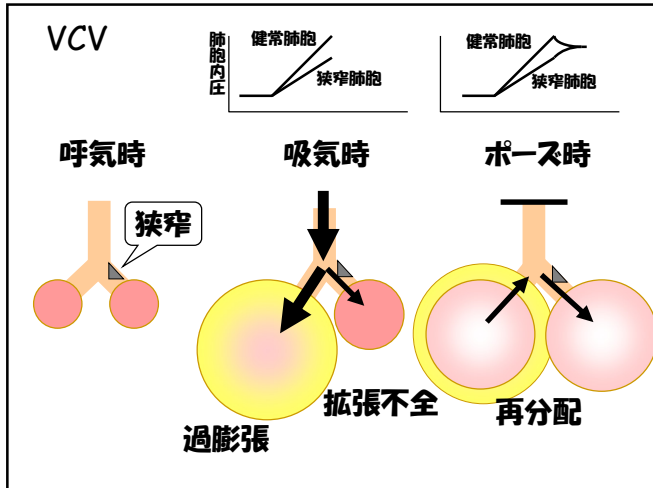 VCV
肺胞内圧
健常肺胞
狭窄肺胞
健常肺胞
狭窄肺胞
呼気時
吸気時
ポーズ時
狭窄
過膨張
拡張不全
再分配